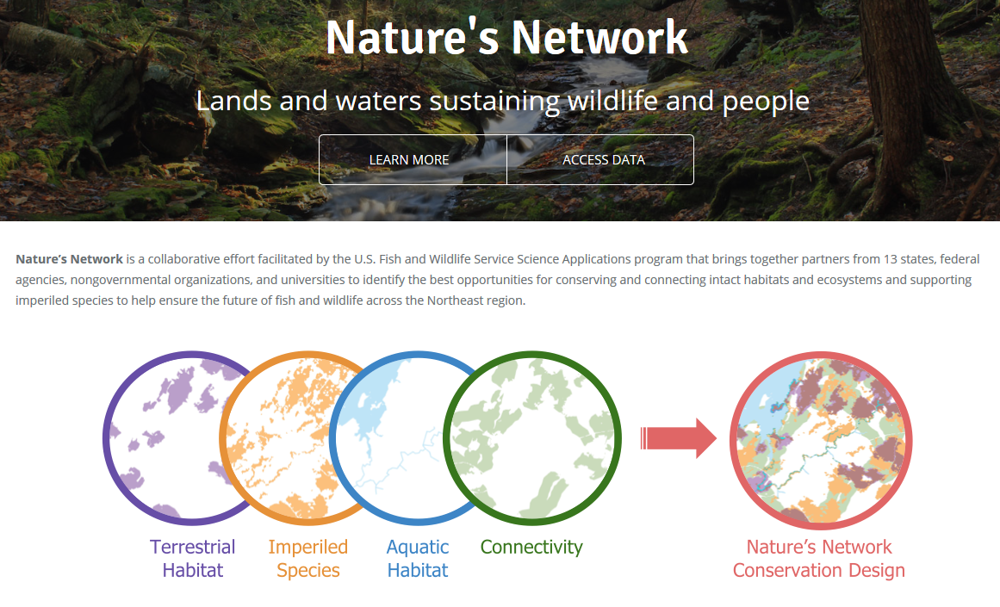 Nature's Network
Lands and waters sustaining wildlife and people
LEARN MORE
ACCESS DATA
Nature’s Network is a collaborative effort facilitated by the U.S. Fish and Wildlife Service Science Applications program that brings together partners from 13 states, federal
agencies, nongovernmental organizations, and universities to identify the best opportunities for conserving and connecting intact habitats and ecosystems and supporting
imperiled species to help ensure the future of fish and wildlife across the Northeast region.
Terrestrial
Habitat
Imperiled
Species
Aquatic
Habitat
Connectivity
Nature’s Network
Conservation Design